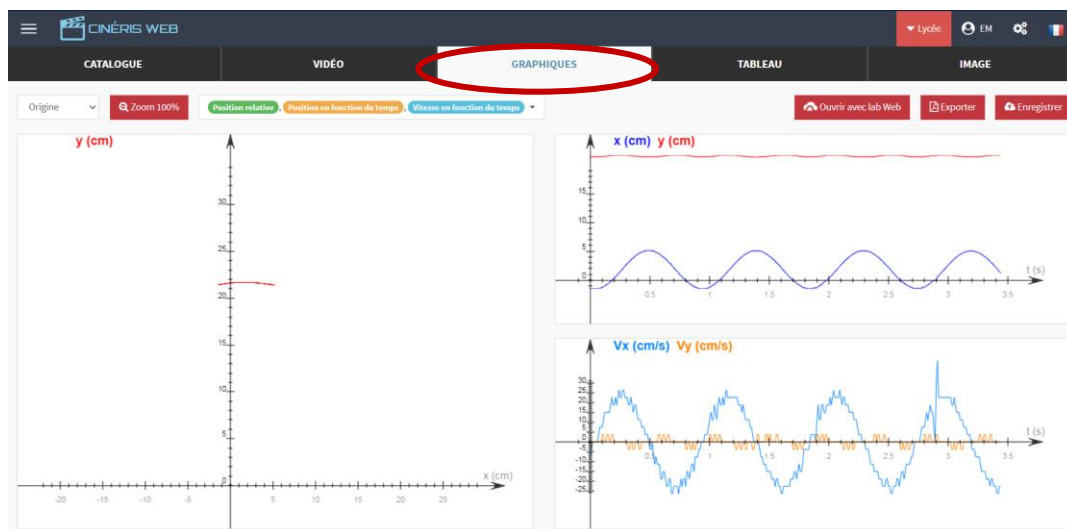 CINÉRIS WEB
Lycée
EM
CATALOGUE
VIDÉO
GRAPHIQUES
TABLEAU
IMAGE
Origine
Zoom 100%
Position relative, Position en fonction du temps, Vitesse en fonction du temps
Ouvrir avec lab Web
Exporter
Enregistrer
y (cm)
30
25
20
15
10
5
0
x (cm)
-20 -15 -10 -5 5 10 15 20 25
x (cm) y (cm)
15
10
5
0
t (s)
0.5 1 1.5 2 2.5 3 3.5
Vx (cm/s) Vy (cm/s)
30
25
20
15
10
5
0
t (s)
0.5 1 1.5 2 2.5 3 3.5
-5
-10
-15
-20
-25